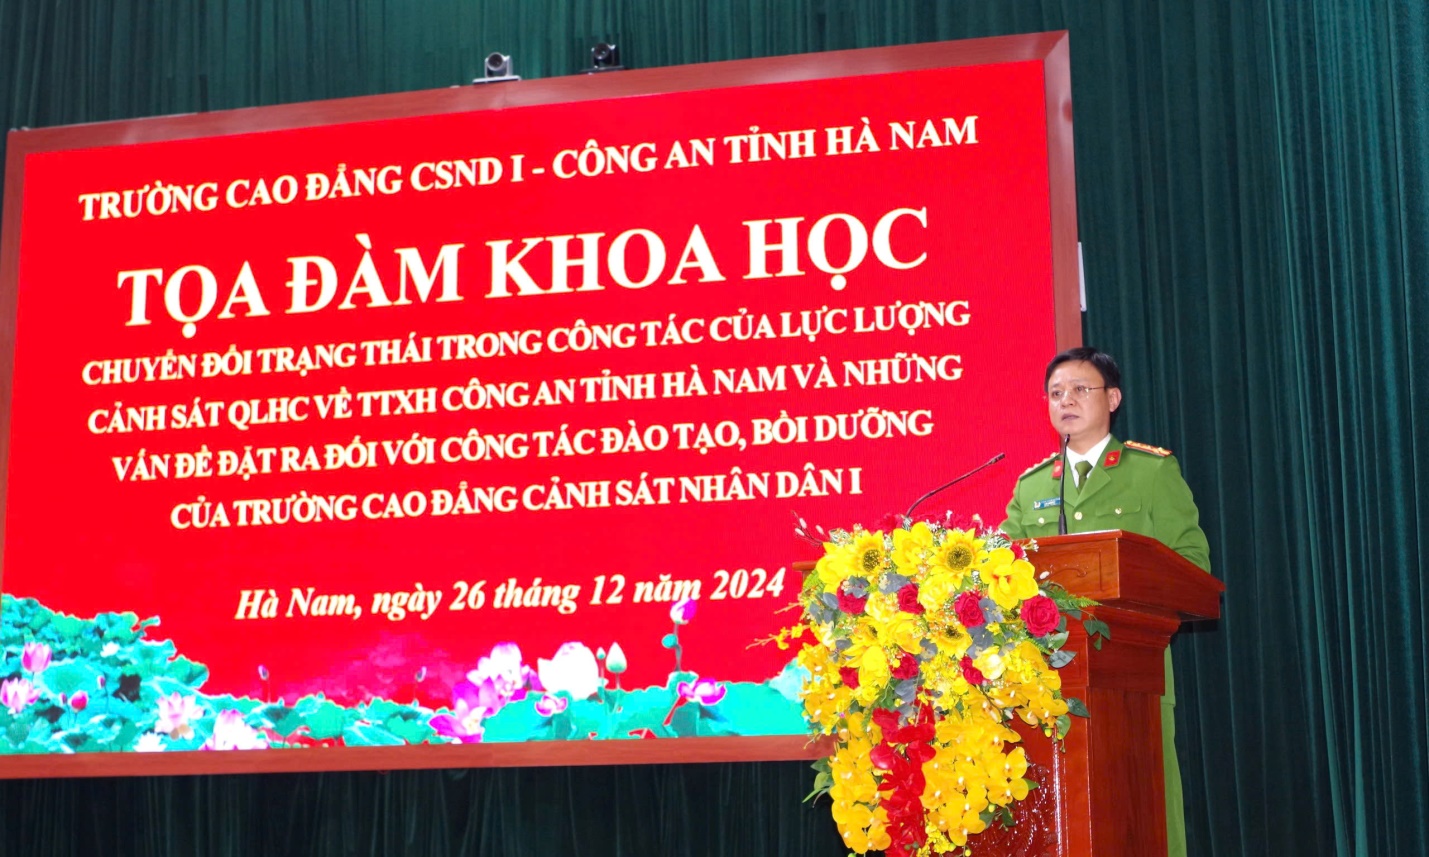 TRƯỜNG CAO ĐẲNG CSND I - CÔNG AN TỈNH HÀ NAM
TỌA ĐÀM KHOA HỌC
CHUYỂN ĐỔI TRẠNG THÁI TRONG CÔNG TÁC CỦA LỰC LƯỢNG
CẢNH SÁT QLHC VỀ TTXH CÔNG AN TỈNH HÀ NAM VÀ NHỮNG
VẤN ĐỀ ĐẶT RA ĐỐI VỚI CÔNG TÁC ĐÀO TẠO, BỒI DƯỠNG
CỦA TRƯỜNG CAO ĐẲNG CẢNH SÁT NHÂN DÂN I
Hà Nam, ngày 26 tháng 12 năm 2024